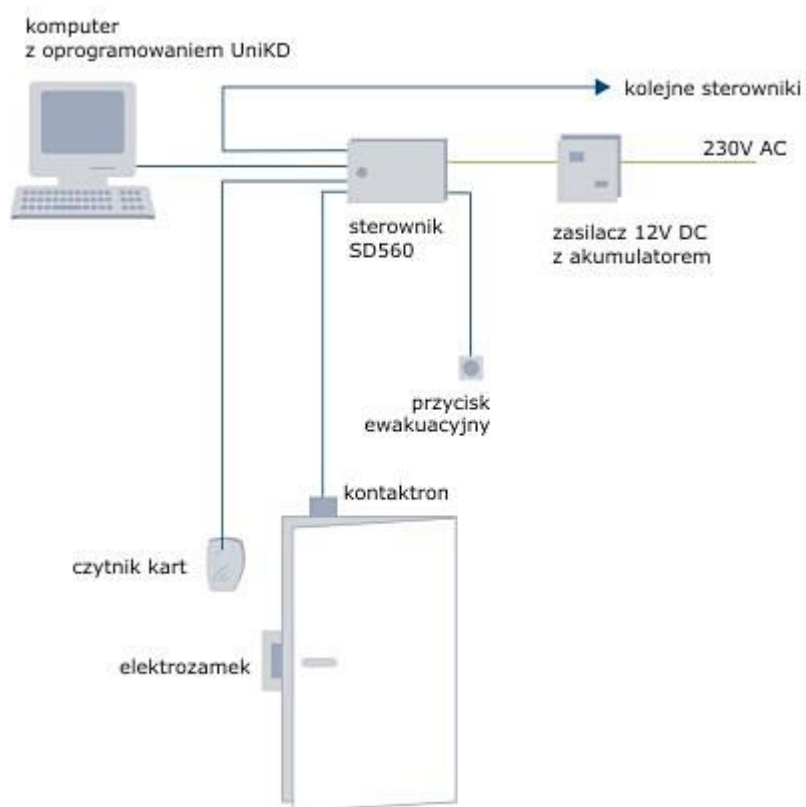 komputer
z oprogramowaniem UniKD
kolejne sterowniki
230V AC
sterownik
SD560
zasilacz 12V DC
z akumulatorem
przycisk
ewakuacyjny
kontaktron
czytnik kart
elektrozamek